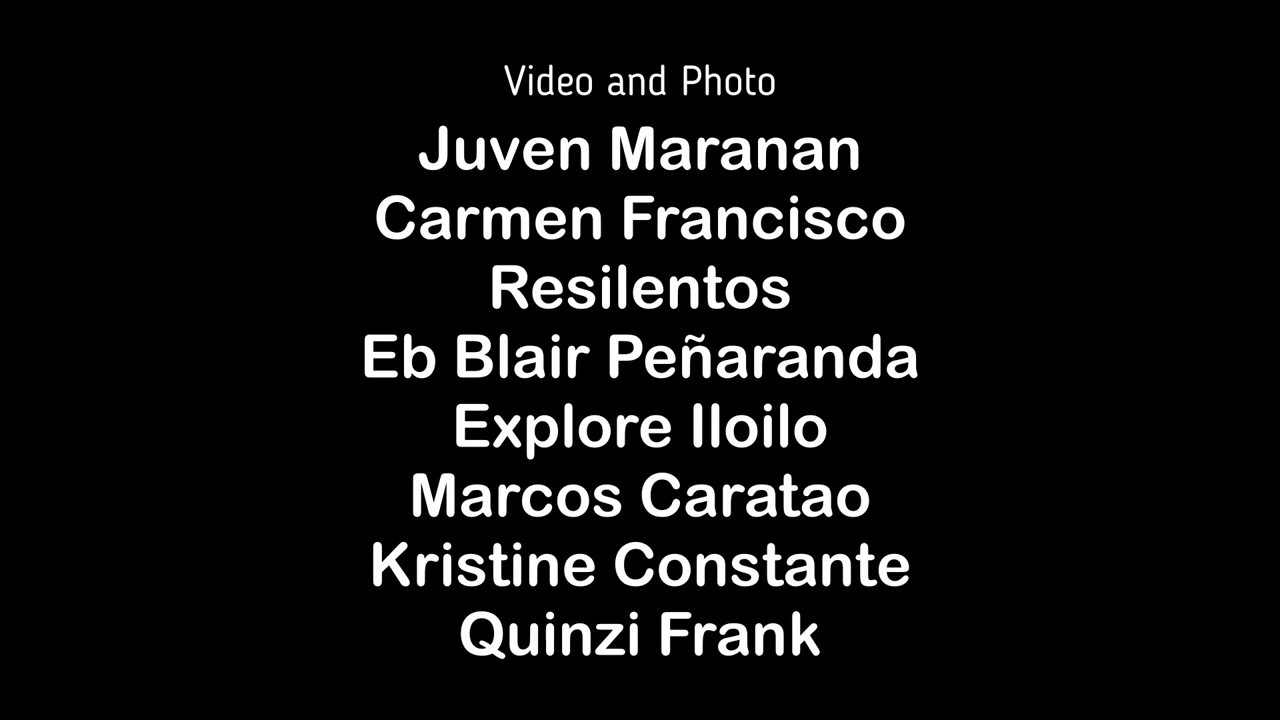 Video and Photo
Juven Maranan
Carmen Francisco
Resilentos
Eb Blair Peñaranda
Explore Iloilo
Marcos Caratao
Kristine Constante
Quinzi Frank